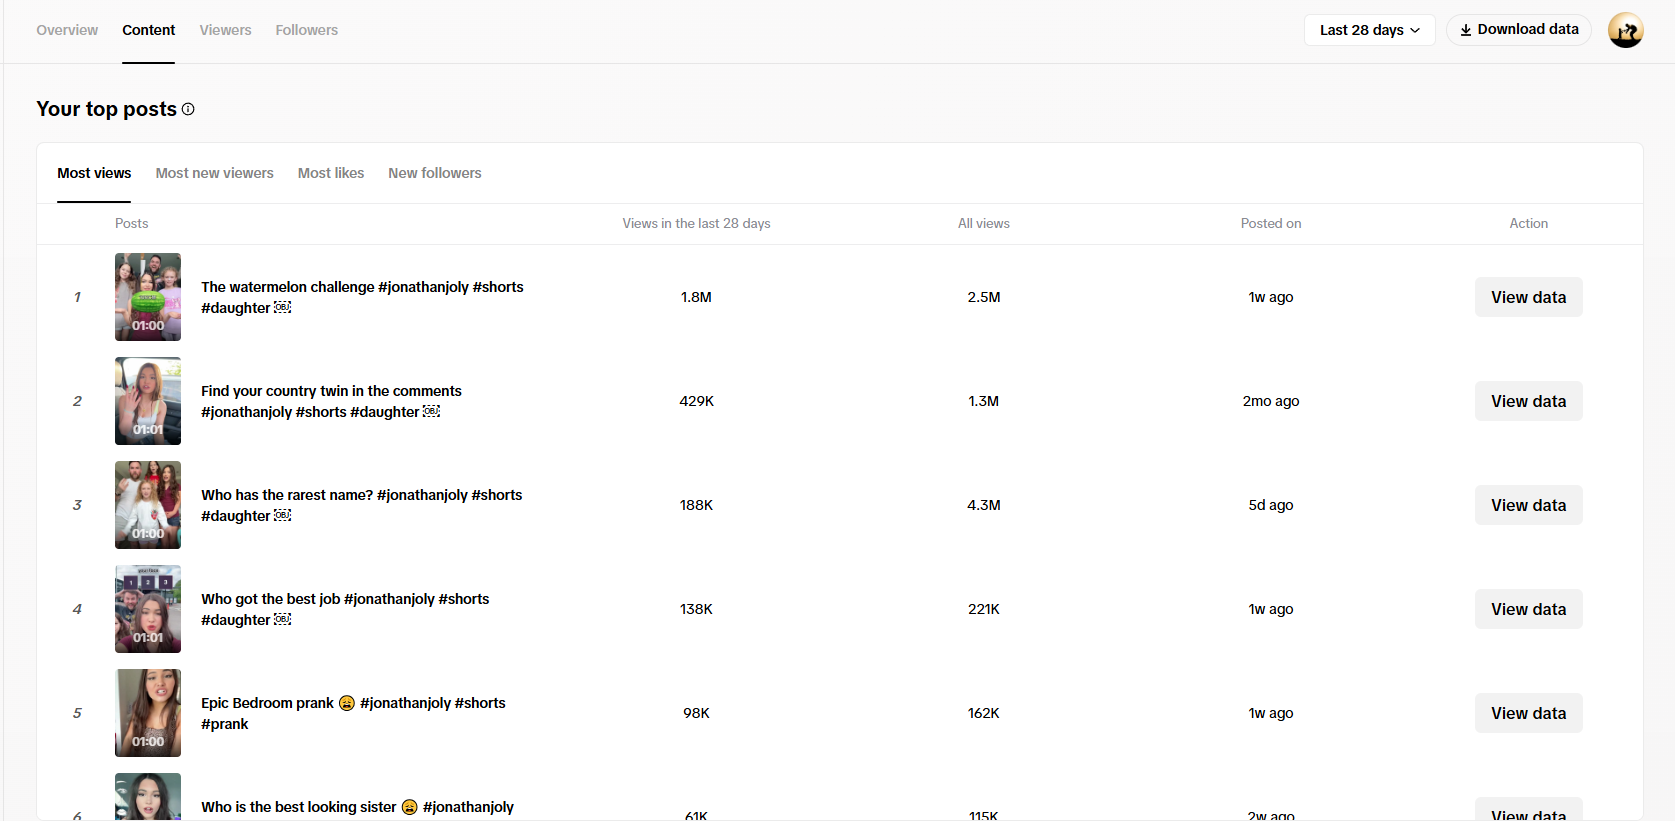 Overview Content Viewers Followers
Last 28 days
Download data
Your top posts
Most views Most new viewers Most likes New followers
Posts Views in the last 28 days All views Posted on Action
1
01:00
The watermelon challenge #jonathanjoly #shorts
#daughter OBJ
1.8M 2.5M 1w ago View data
2
01:01
Find your country twin in the comments
#jonathanjoly #shorts #daughter OBJ
429K 1.3M 2mo ago View data
3
01:00
Who has the rarest name? #jonathanjoly #shorts
#daughter OBJ
188K 4.3M 5d ago View data
4
1 2 3
01:01
Who got the best job #jonathanjoly #shorts
#daughter OBJ
138K 221K 1w ago View data
5
01:00
Epic Bedroom prank 😩 #jonathanjoly #shorts
#prank
98K 162K 1w ago View data
6
Who is the best looking sister 😩 #jonathanjoly
61K 115K 2w ago View data